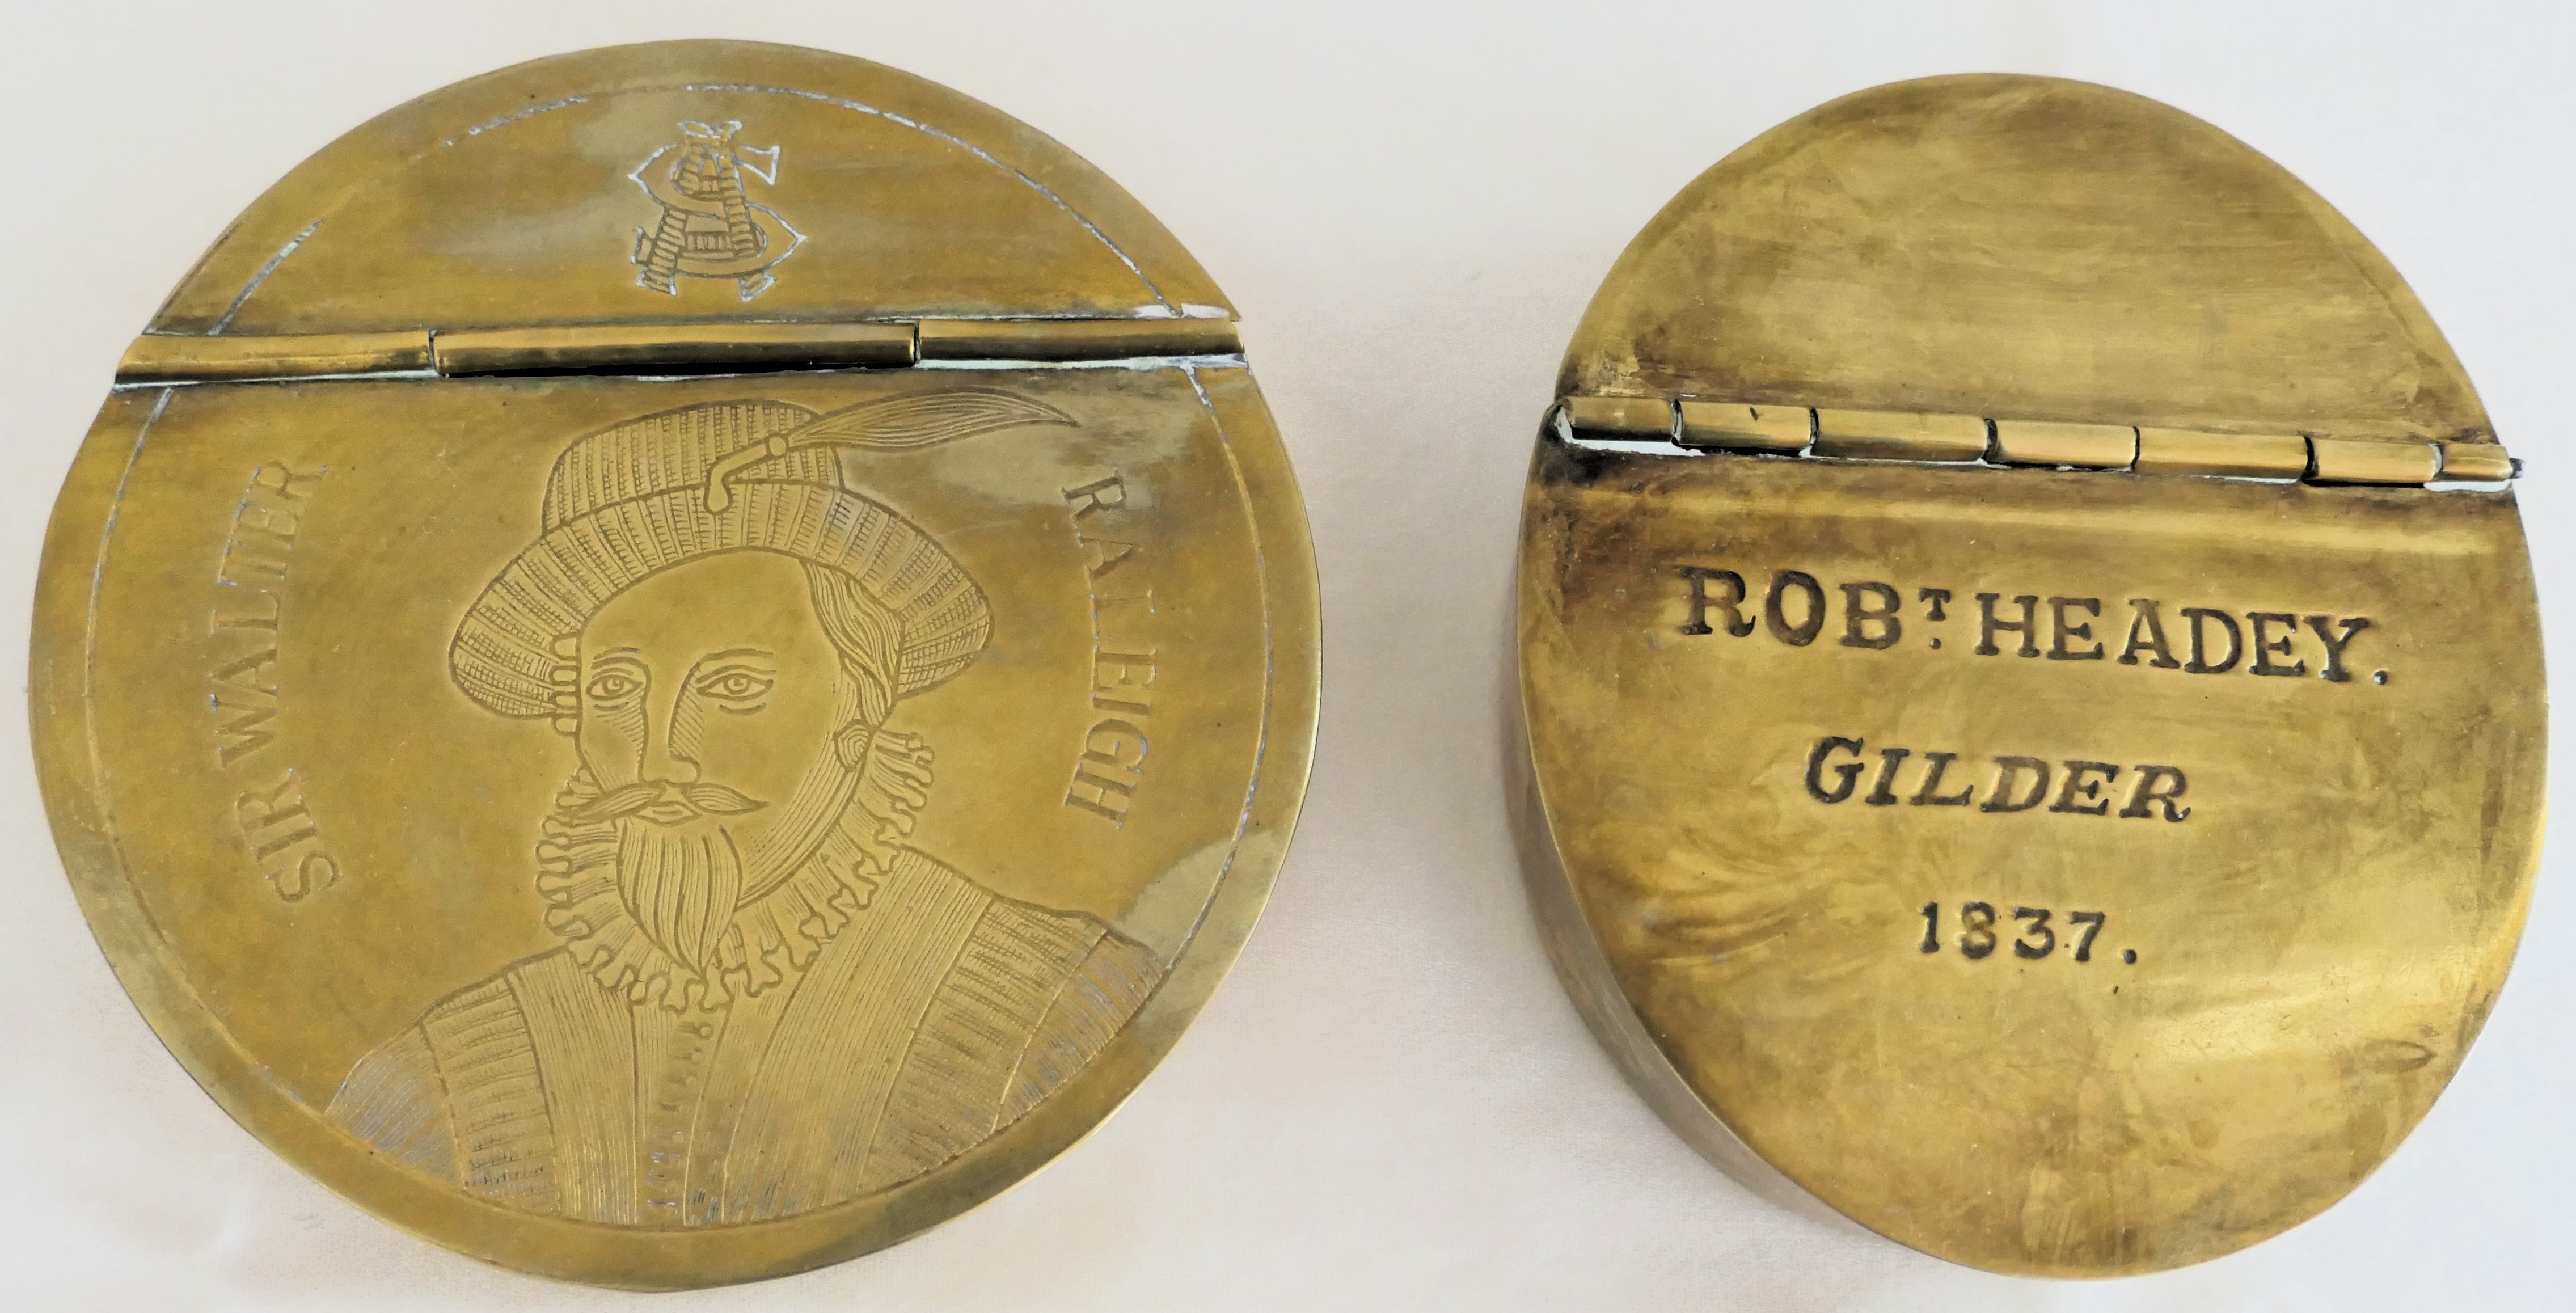 SIR WALTER RALEIGH
ROBT HEADEY.
GILDER
1837.